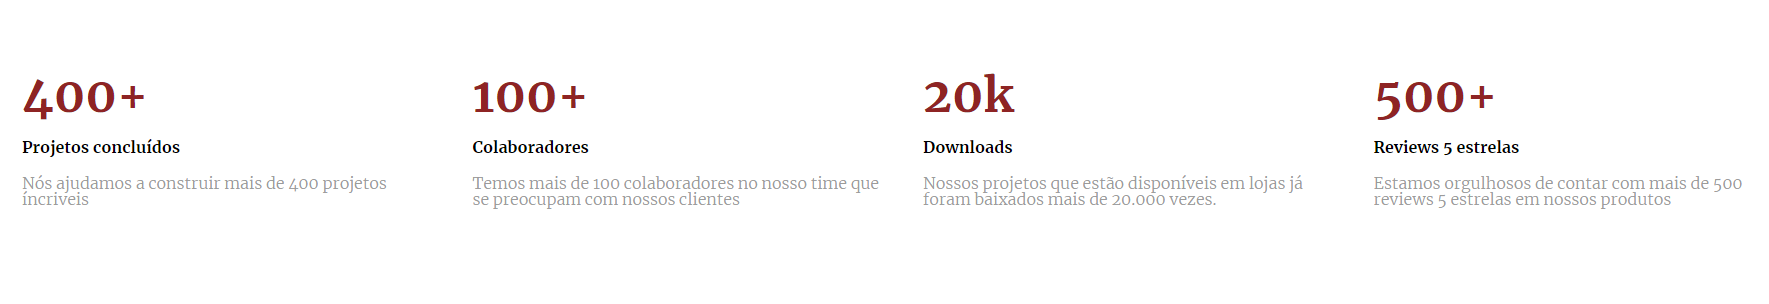 400+
Projetos concluídos
Nós ajudamos a construir mais de 400 projetos
íncriveis
100+
Colaboradores
Temos mais de 100 colaboradores no nosso time que
se preocupam com nossos clientes
20k
Downloads
Nossos projetos que estão disponíveis em lojas já
foram baixados mais de 20.000 vezes.
500+
Reviews 5 estrelas
Estamos orgulhosos de contar com mais de 500
reviews 5 estrelas em nossos produtos